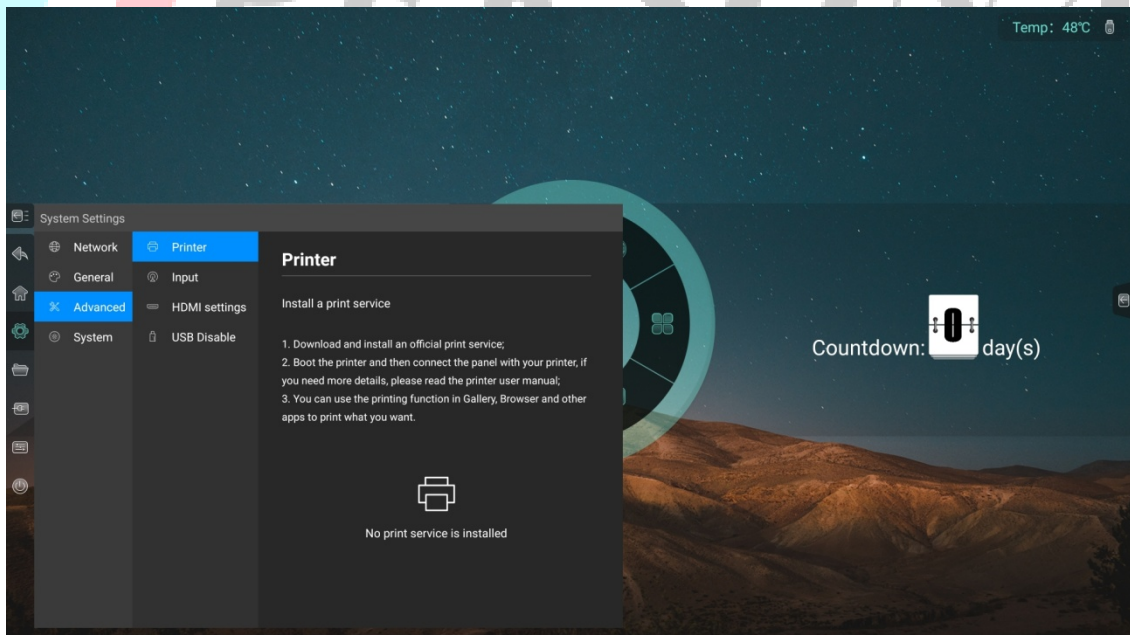 Temp: 48℃
System Settings
Network
General
Advanced
System
Printer
Input
HDMI settings
USB Disable
Printer
Install a print service
1. Download and install an official print service;
2. Boot the printer and then connect the panel with your printer, if
you need more details, please read the printer user manual;
3. You can use the printing function in Gallery, Browser and other
apps to print what you want.
No print service is installed
Countdown: 0 day(s)